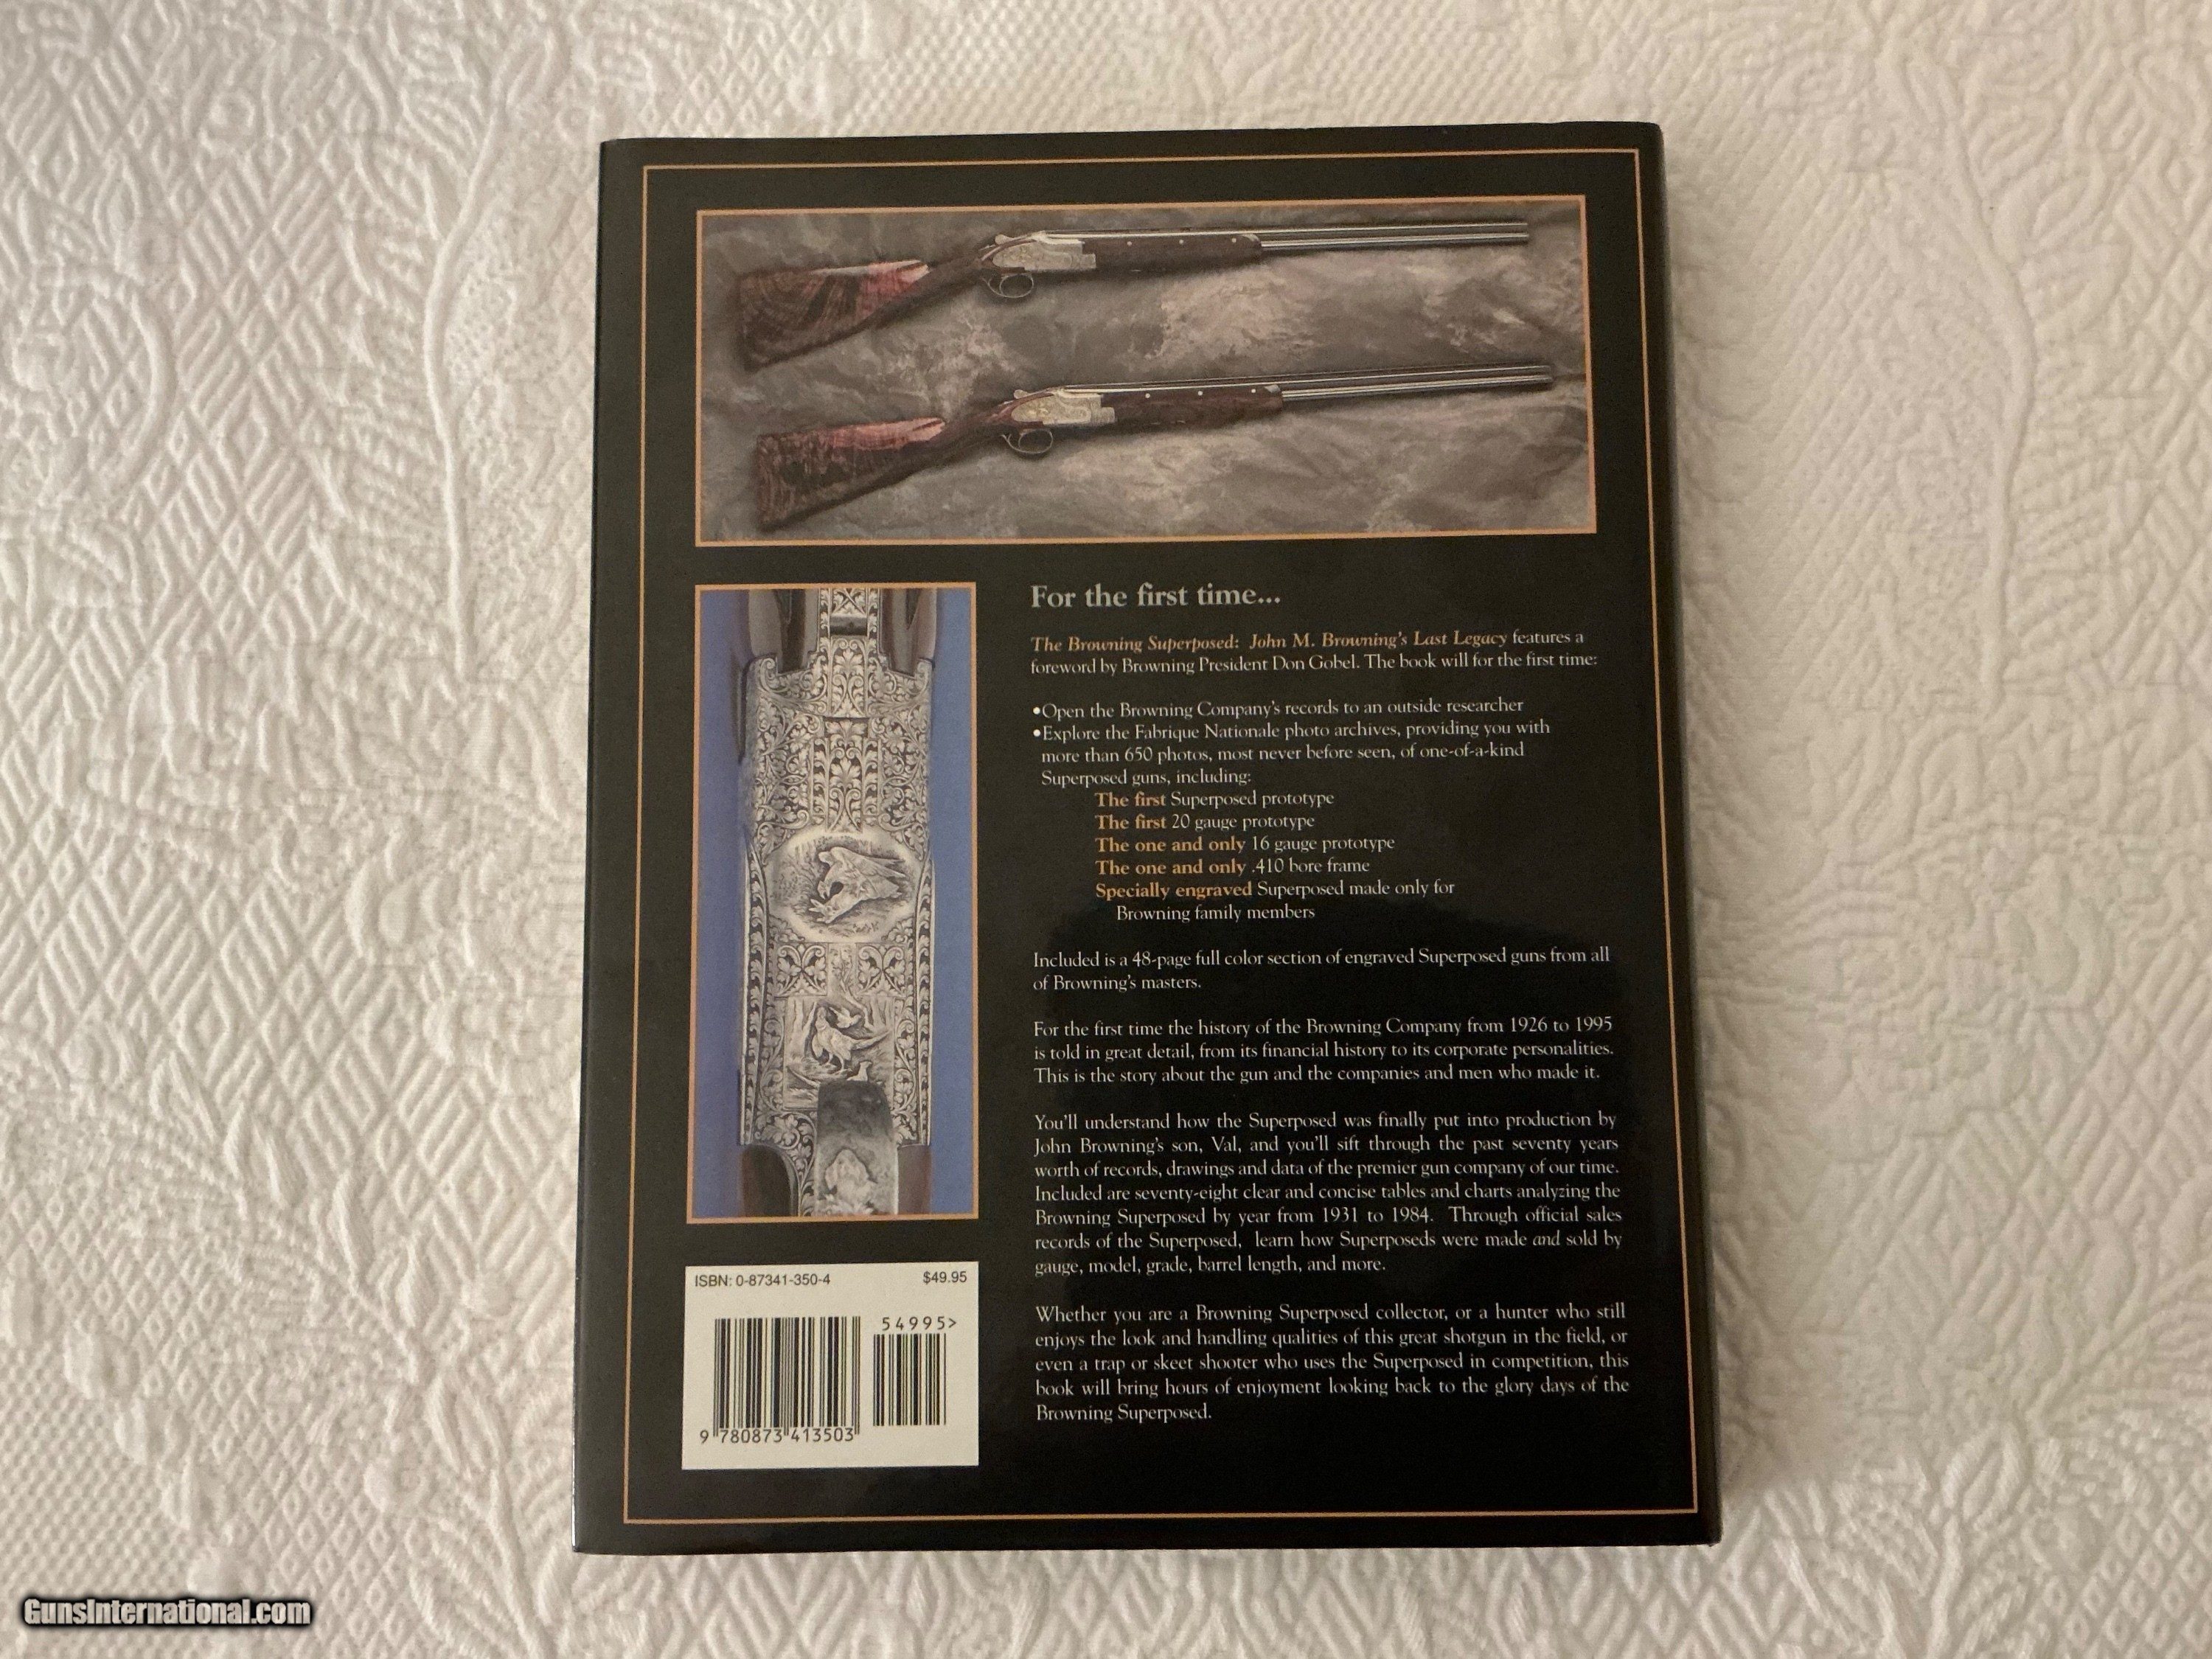 For the first time...
The Browning Superposed: John M. Browning's Last Legacy features a
foreword by Browning President Don Gobel. The book will for the first time:
•Open the Browning Company's records to an outside researcher
•Explore the Fabrique Nationale photo archives, providing you with
more than 650 photos, most never before seen, of one-of-a-kind
Superposed guns, including:
The first Superposed prototype
The first 20 gauge prototype
The one and only 16 gauge prototype
The one and only .410 bore frame
Specially engraved Superposed made only for
Browning family members
Included is a 48-page full color section of engraved Superposed guns from all
of Browning's masters.
For the first time the history of the Browning Company from 1926 to 1995
is told in great detail, from its financial history to its corporate personalities.
This is the story about the gun and the companies and men who made it.
You'll understand how the Superposed was finally put into production by
John Browning's son, Val, and you'll sift through the past seventy years
worth of records, drawings and data of the premier gun company of our time.
Included are seventy-eight clear and concise tables and charts analyzing the
Browning Superposed by year from 1931 to 1984. Through official sales
records of the Superposed, learn how Superposeds were made and sold by
gauge, model, grade, barrel length, and more.
Whether you are a Browning Superposed collector, or a hunter who still
enjoys the look and handling qualities of this great shotgun in the field, or
even a trap or skeet shooter who uses the Superposed in competition, this
book will bring hours of enjoyment looking back to the glory days of the
Browning Superposed.
ISBN: 0-87341-350-4 $49.95
54995>
9 780873 413503
GunsInternational.com